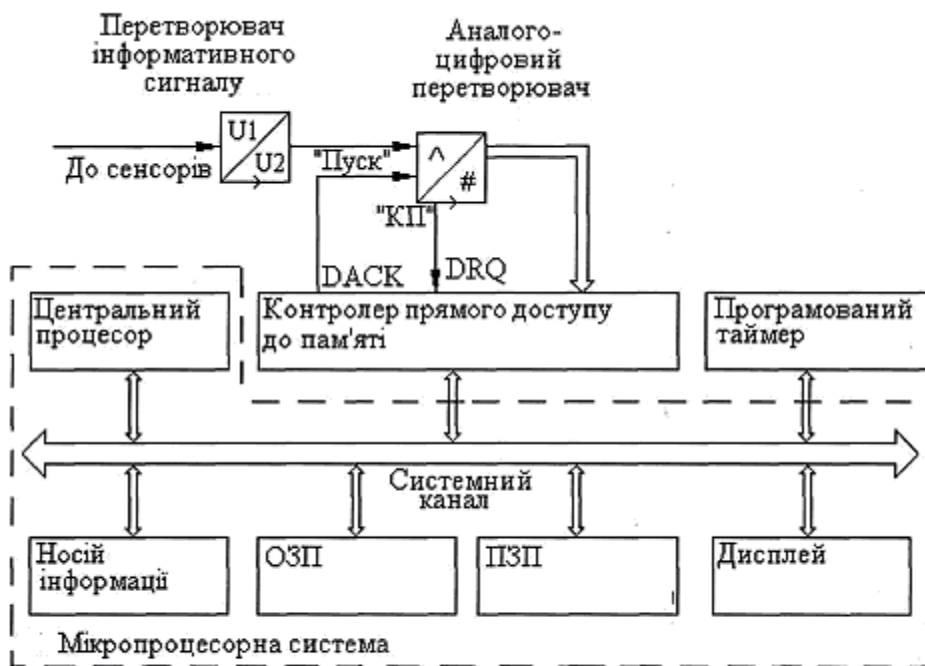 Перетворювач
інформативного
сигналу
Аналого-
цифровий
перетворювач
U1
U2
До сенсорів
"Пуск"
^
#
"КП"
DACK
DRQ
Центральний
процесор
Контролер прямого доступу
до пам'яті
Програмований
таймер
Системний
канал
Носій
інформації
ОЗП
ПЗП
Дисплей
Мікропроцесорна система